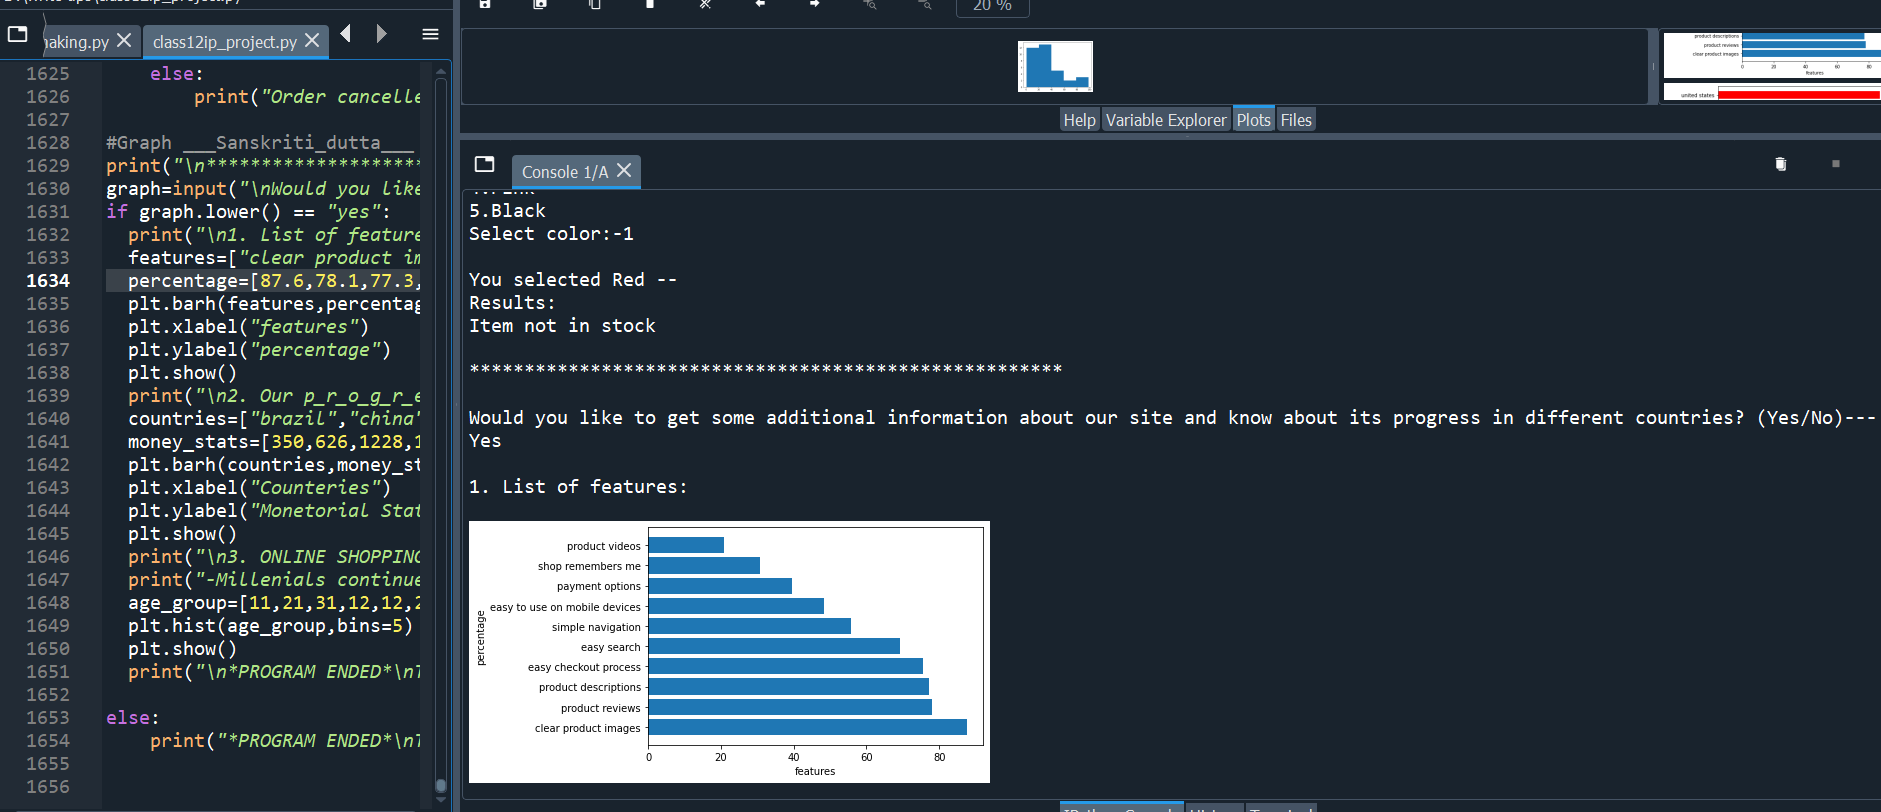 aking.py
class12ip_project.py
1625 else:
1626 print("Order cancelle
1627
1628 #Graph ___Sanskriti_dutta___
1629 print("\n********************
1630 graph=input("\nWould you like
1631 if graph.lower() == "yes":
1632 print("\n1. List of feature
1633 features=["clear product im
1634 percentage=[87.6,78.1,77.3,
1635 plt.barh(features,percentag
1636 plt.xlabel("features")
1637 plt.ylabel("percentage")
1638 plt.show()
1639 print("\n2. Our p_r_o_g_r_e
1640 countries=["brazil","china"
1641 money_stats=[350,626,1228,1
1642 plt.barh(countries,money_st
1643 plt.xlabel("Counteries")
1644 plt.ylabel("Monetorial Stat
1645 plt.show()
1646 print("\n3. ONLINE SHOPPING
1647 print("-Millenials continue
1648 age_group=[11,21,31,12,12,2
1649 plt.hist(age_group,bins=5)
1650 plt.show()
1651 print("\n*PROGRAM ENDED*\nT
1652
1653 else:
1654 print("*PROGRAM ENDED*\nT
1655
1656
20 %
product descriptions
product reviews
clear product images
0 20 40 60 80
features
united states
Help Variable Explorer Plots Files
Console 1/A
5.Black
Select color:-1
You selected Red --
Results:
Item not in stock
******************************************************
Would you like to get some additional information about our site and know about its progress in different countries? (Yes/No)---
Yes
1. List of features:
product videos
shop remembers me
payment options
easy to use on mobile devices
simple navigation
easy search
easy checkout process
product descriptions
product reviews
clear product images
percentage
0 20 40 60 80
features